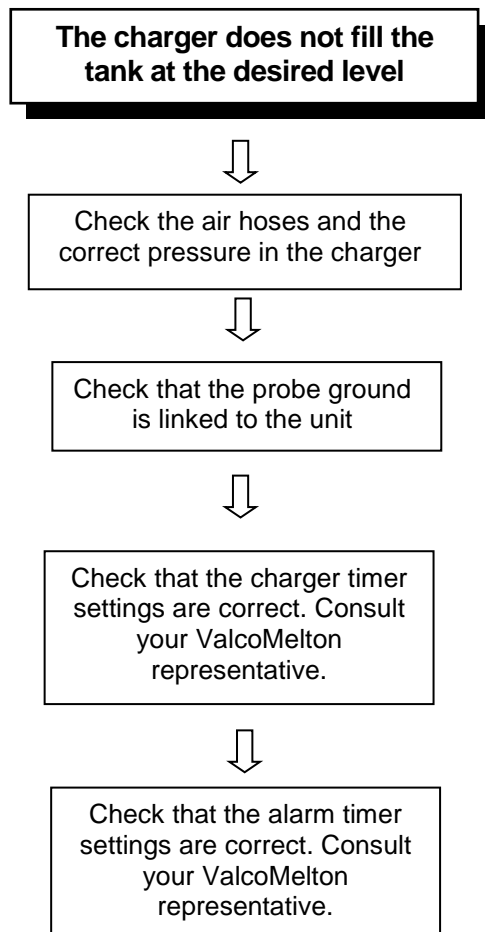 The charger does not fill the
tank at the desired level
Check the air hoses and the
correct pressure in the charger
Check that the probe ground
is linked to the unit
Check that the charger timer
settings are correct. Consult
your ValcoMelton
representative.
Check that the alarm timer
settings are correct. Consult
your ValcoMelton
representative.